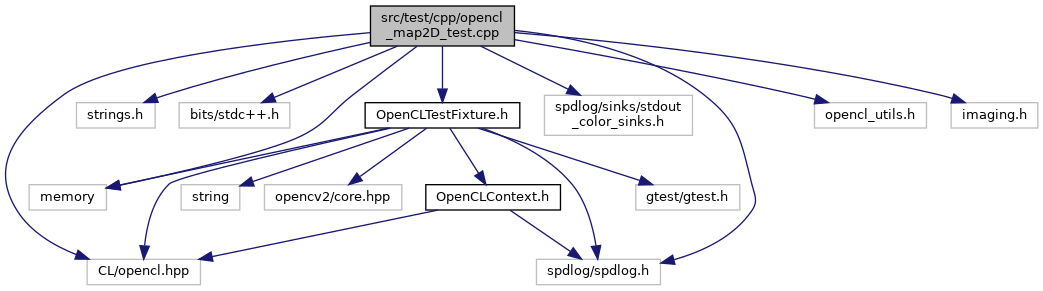 src/test/cpp/opencl
_map2D_test.cpp
strings.h
bits/stdc++.h
OpenCLTestFixture.h
spdlog/sinks/stdout
_color_sinks.h
opencl_utils.h
imaging.h
memory
string
opencv2/core.hpp
OpenCLContext.h
gtest/gtest.h
CL/opencl.hpp
spdlog/spdlog.h